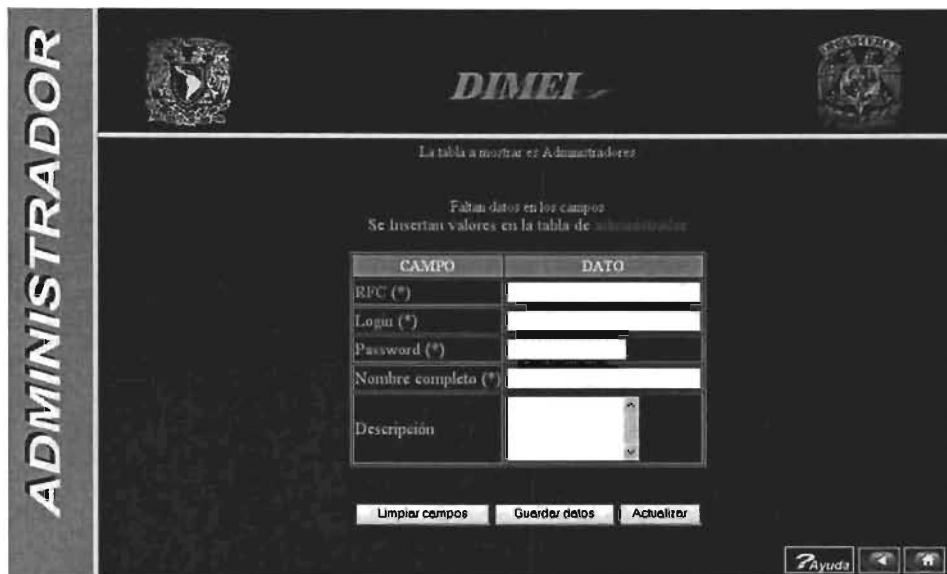 ADMINISTRADOR
DIMEI
La tabla a mostrar es Administradores
Faltan datos en los campos
Se Insertan valores en la tabla de administrador
CAMPO DATO
RFC (*)
Login (*)
Password (*)
Nombre completo (*)
Descripción
Limpiar campos Guardar datos Actualizar
?Ayuda